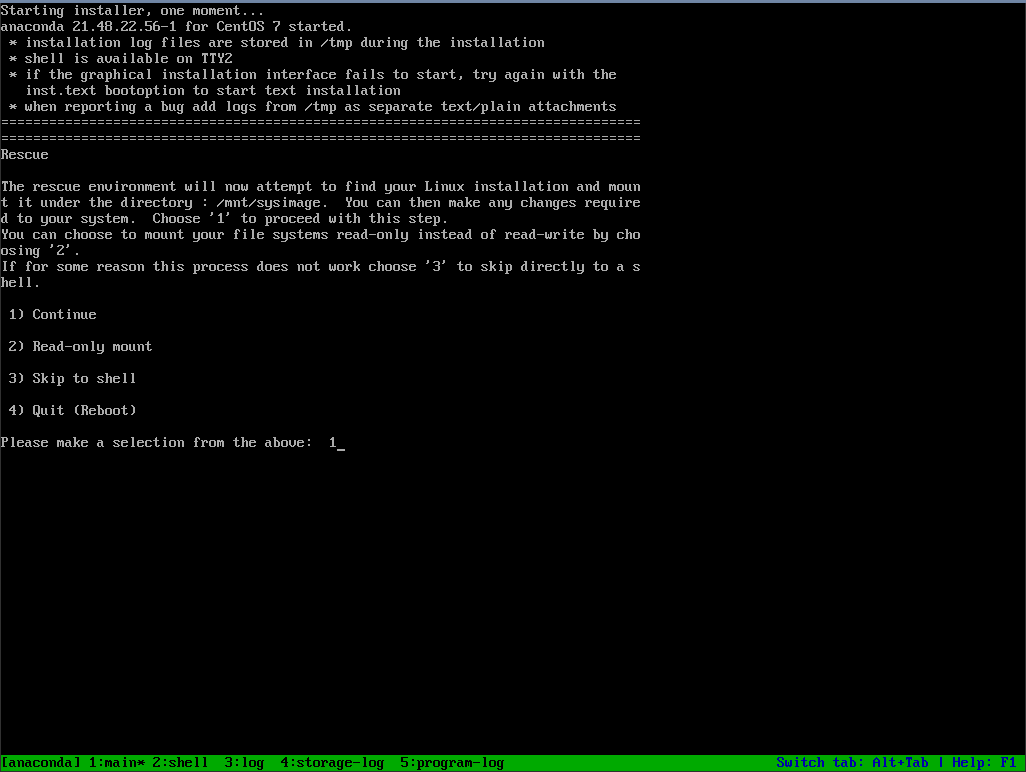 Starting installer, one moment...
anaconda 21.48.22.56-1 for CentOS 7 started.
 * installation log files are stored in /tmp during the installation
 * shell is available on TTY2
 * if the graphical installation interface fails to start, try again with the
   inst.text bootoption to start text installation
 * when reporting a bug add logs from /tmp as separate text/plain attachments
================================================================================
================================================================================
Rescue
The rescue environment will now attempt to find your Linux installation and moun
t it under the directory : /mnt/sysimage.  You can then make any changes require
d to your system.  Choose '1' to proceed with this step.
You can choose to mount your file systems read-only instead of read-write by cho
osing '2'.
If for some reason this process does not work choose '3' to skip directly to a s
hell.
 1) Continue
 2) Read-only mount
 3) Skip to shell
 4) Quit (Reboot)
Please make a selection from the above:  1_
[anaconda] 1:main* 2:shell  3:log  4:storage-log  5:program-log Switch tab: Alt+Tab | Help: F1